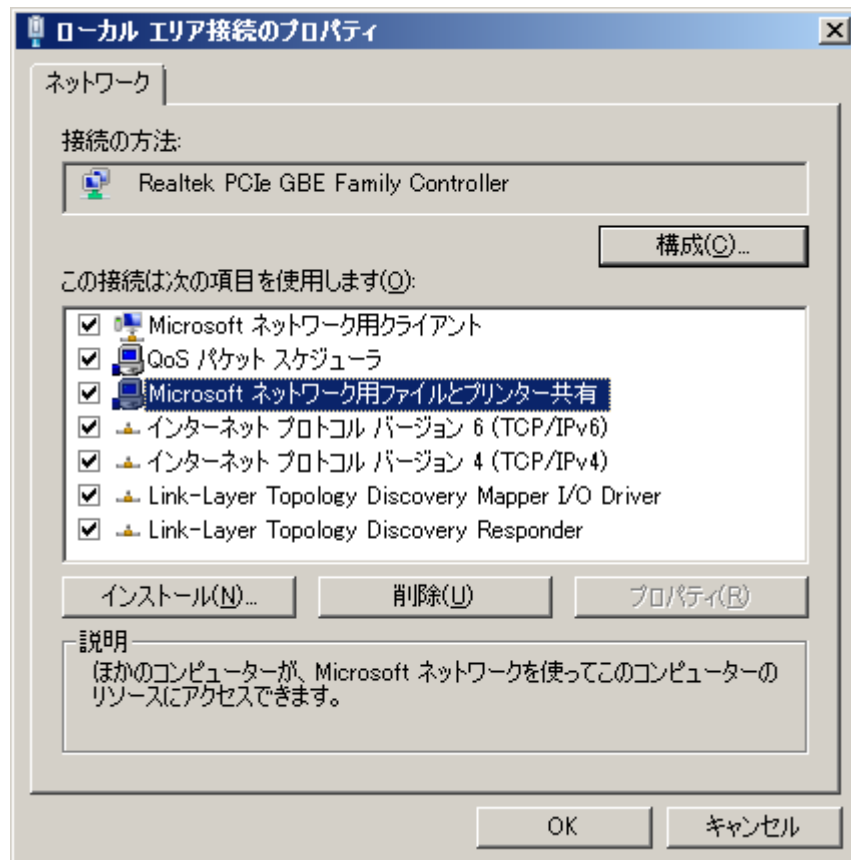 ローカル エリア接続のプロパティ
ネットワーク
接続の方法:
Realtek PCIe GBE Family Controller
構成(C)...
この接続は次の項目を使用します(O):
Microsoft ネットワーク用クライアント
QoS パケット スケジューラ
Microsoft ネットワーク用ファイルとプリンター共有
インターネット プロトコル バージョン 6 (TCP/IPv6)
インターネット プロトコル バージョン 4 (TCP/IPv4)
Link-Layer Topology Discovery Mapper I/O Driver
Link-Layer Topology Discovery Responder
インストール(N)...
削除(U)
プロパティ(R)
説明
ほかのコンピューターが、Microsoft ネットワークを使ってこのコンピューターの
リソースにアクセスできます。
OK
キャンセル